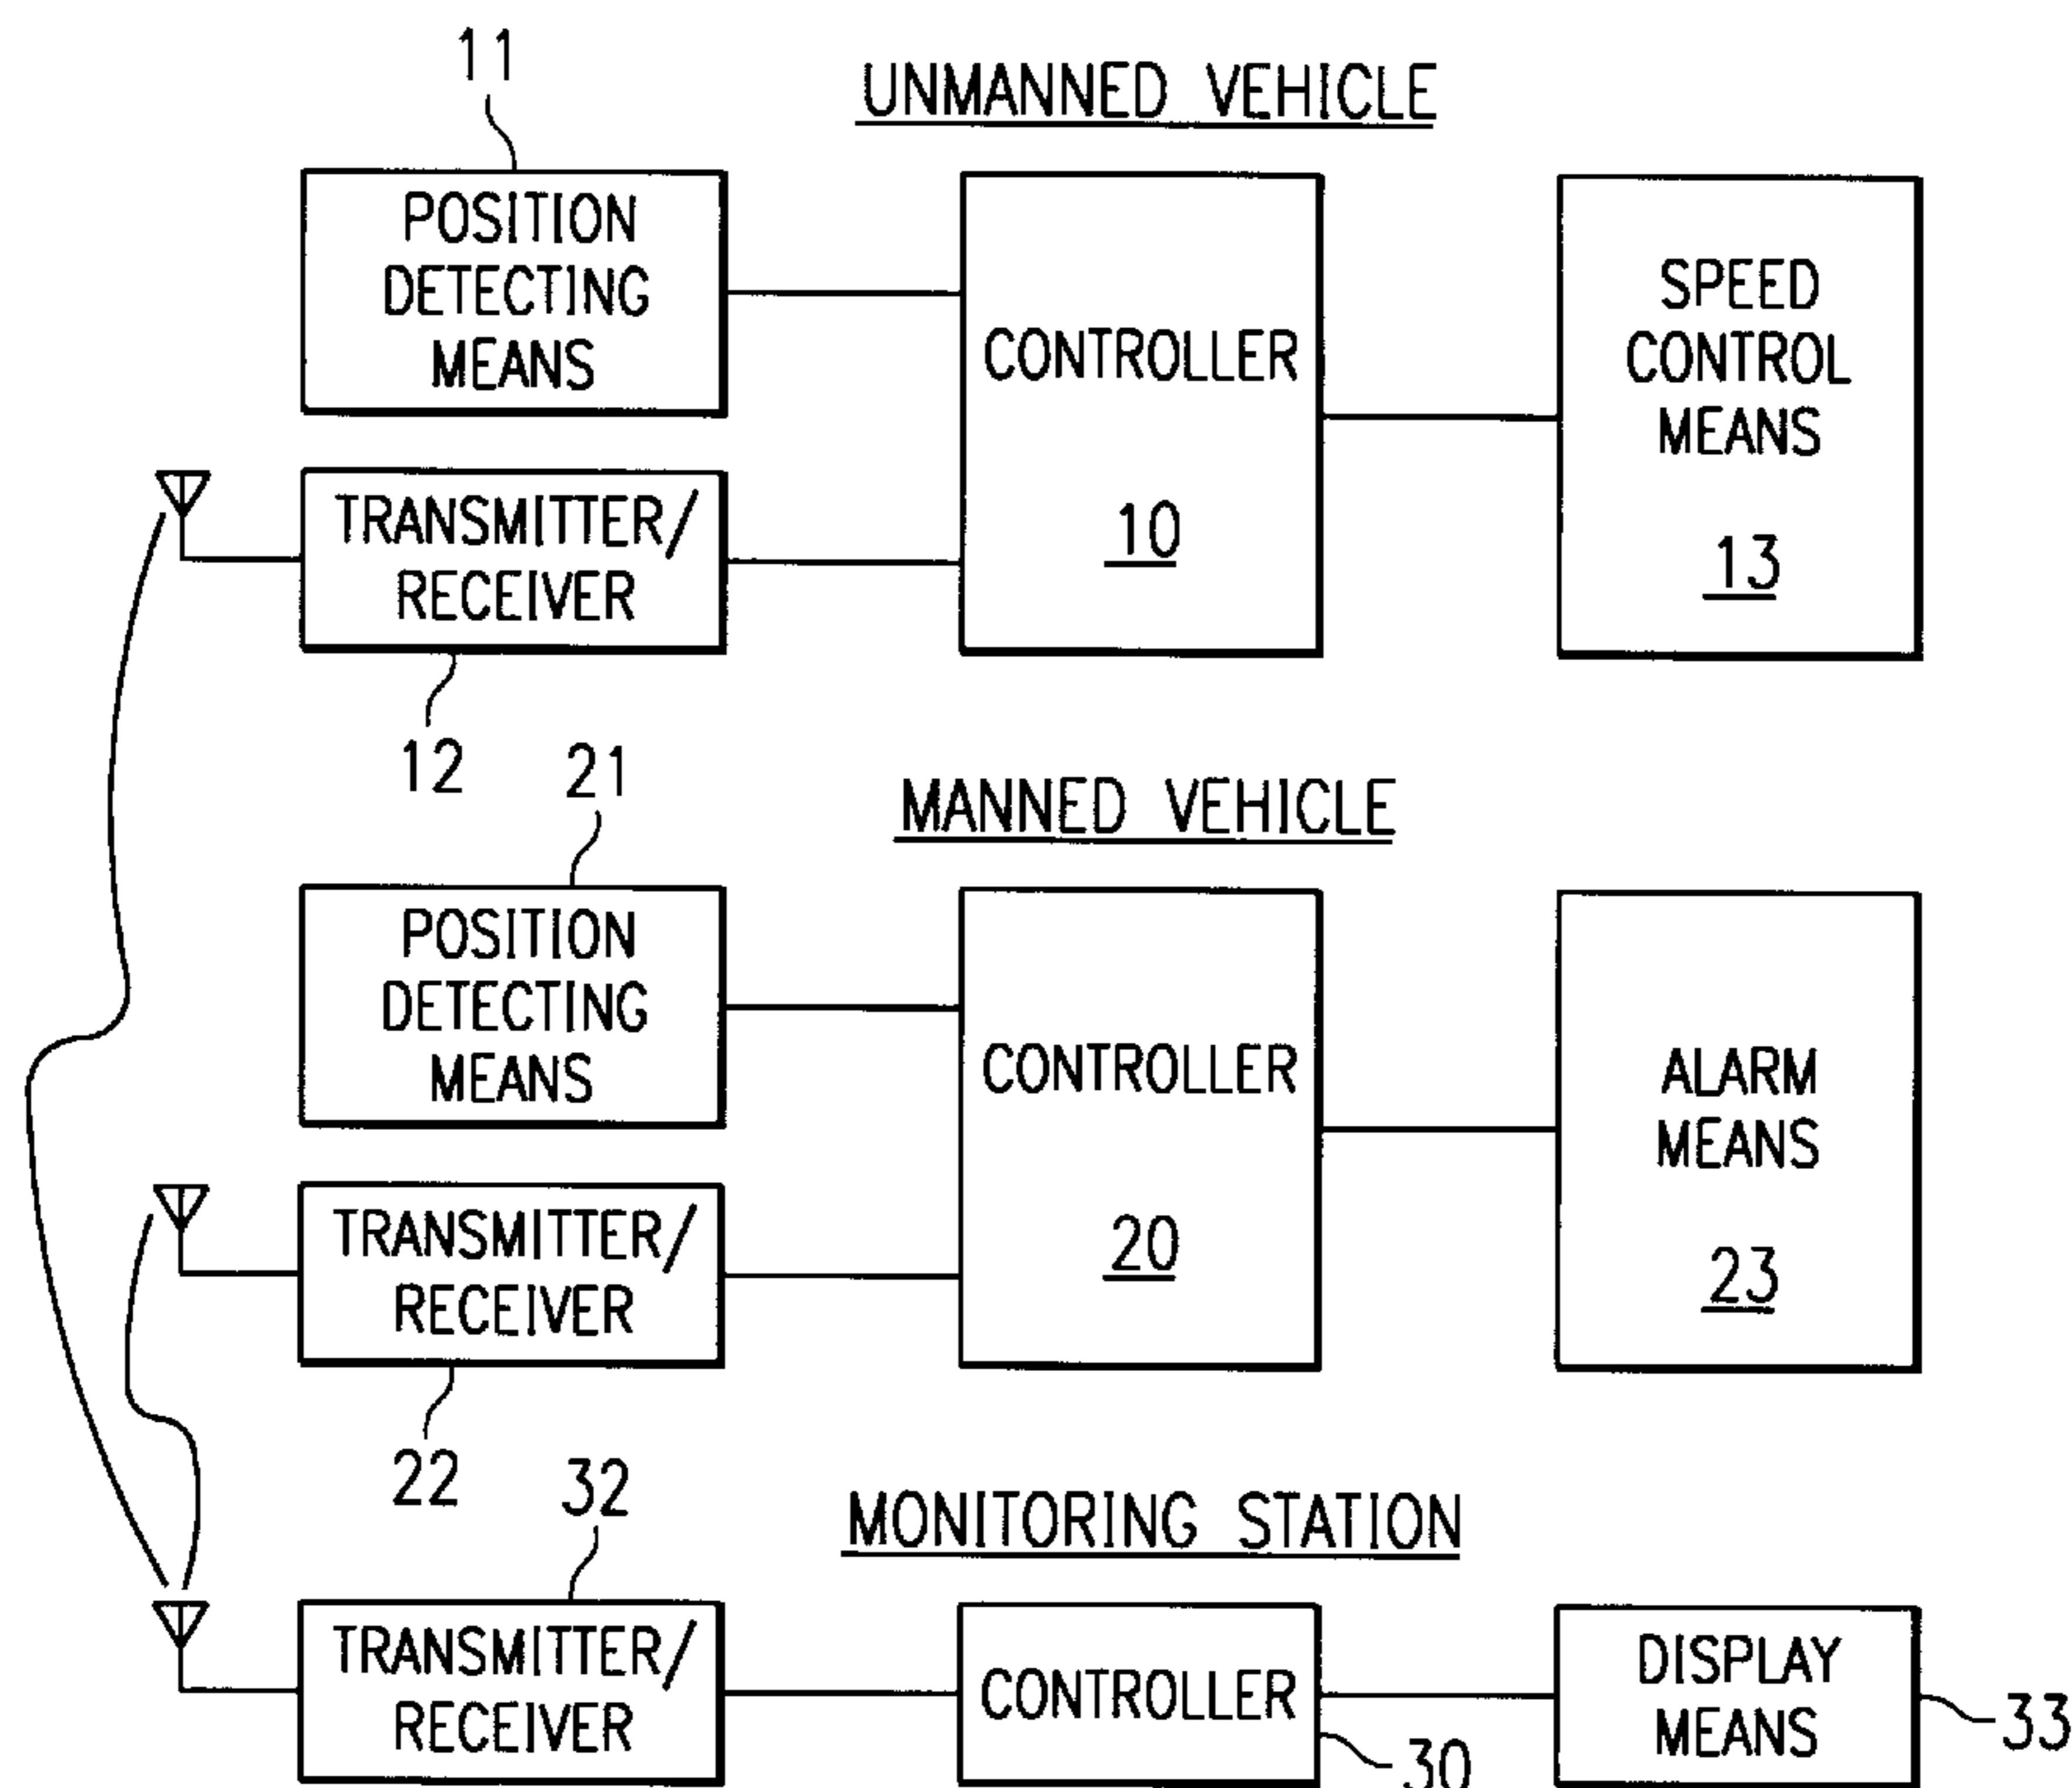 11
UNMANNED VEHICLE
POSITION
DETECTING
MEANS
CONTROLLER
10
SPEED
CONTROL
MEANS
13
TRANSMITTER/
RECEIVER
12
21
MANNED VEHICLE
POSITION
DETECTING
MEANS
CONTROLLER
20
ALARM
MEANS
23
TRANSMITTER/
RECEIVER
22
32
MONITORING STATION
TRANSMITTER/
RECEIVER
CONTROLLER
30
DISPLAY
MEANS
33